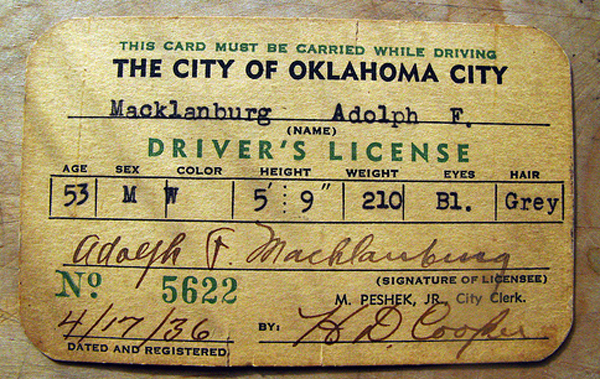 THIS CARD MUST BE CARRIED WHILE DRIVING
THE CITY OF OKLAHOMA CITY
Macklanburg Adolph F.
(NAME)
DRIVER'S LICENSE
AGE SEX COLOR HEIGHT WEIGHT EYES HAIR
53 M W 5' 9" 210 Bl. Grey
Adolph F. Macklanburg
(SIGNATURE OF LICENSEE)
No 5622
M. PESHEK, JR., City Clerk.
4/17/36 BY: H D. Cooper
DATED AND REGISTERED.